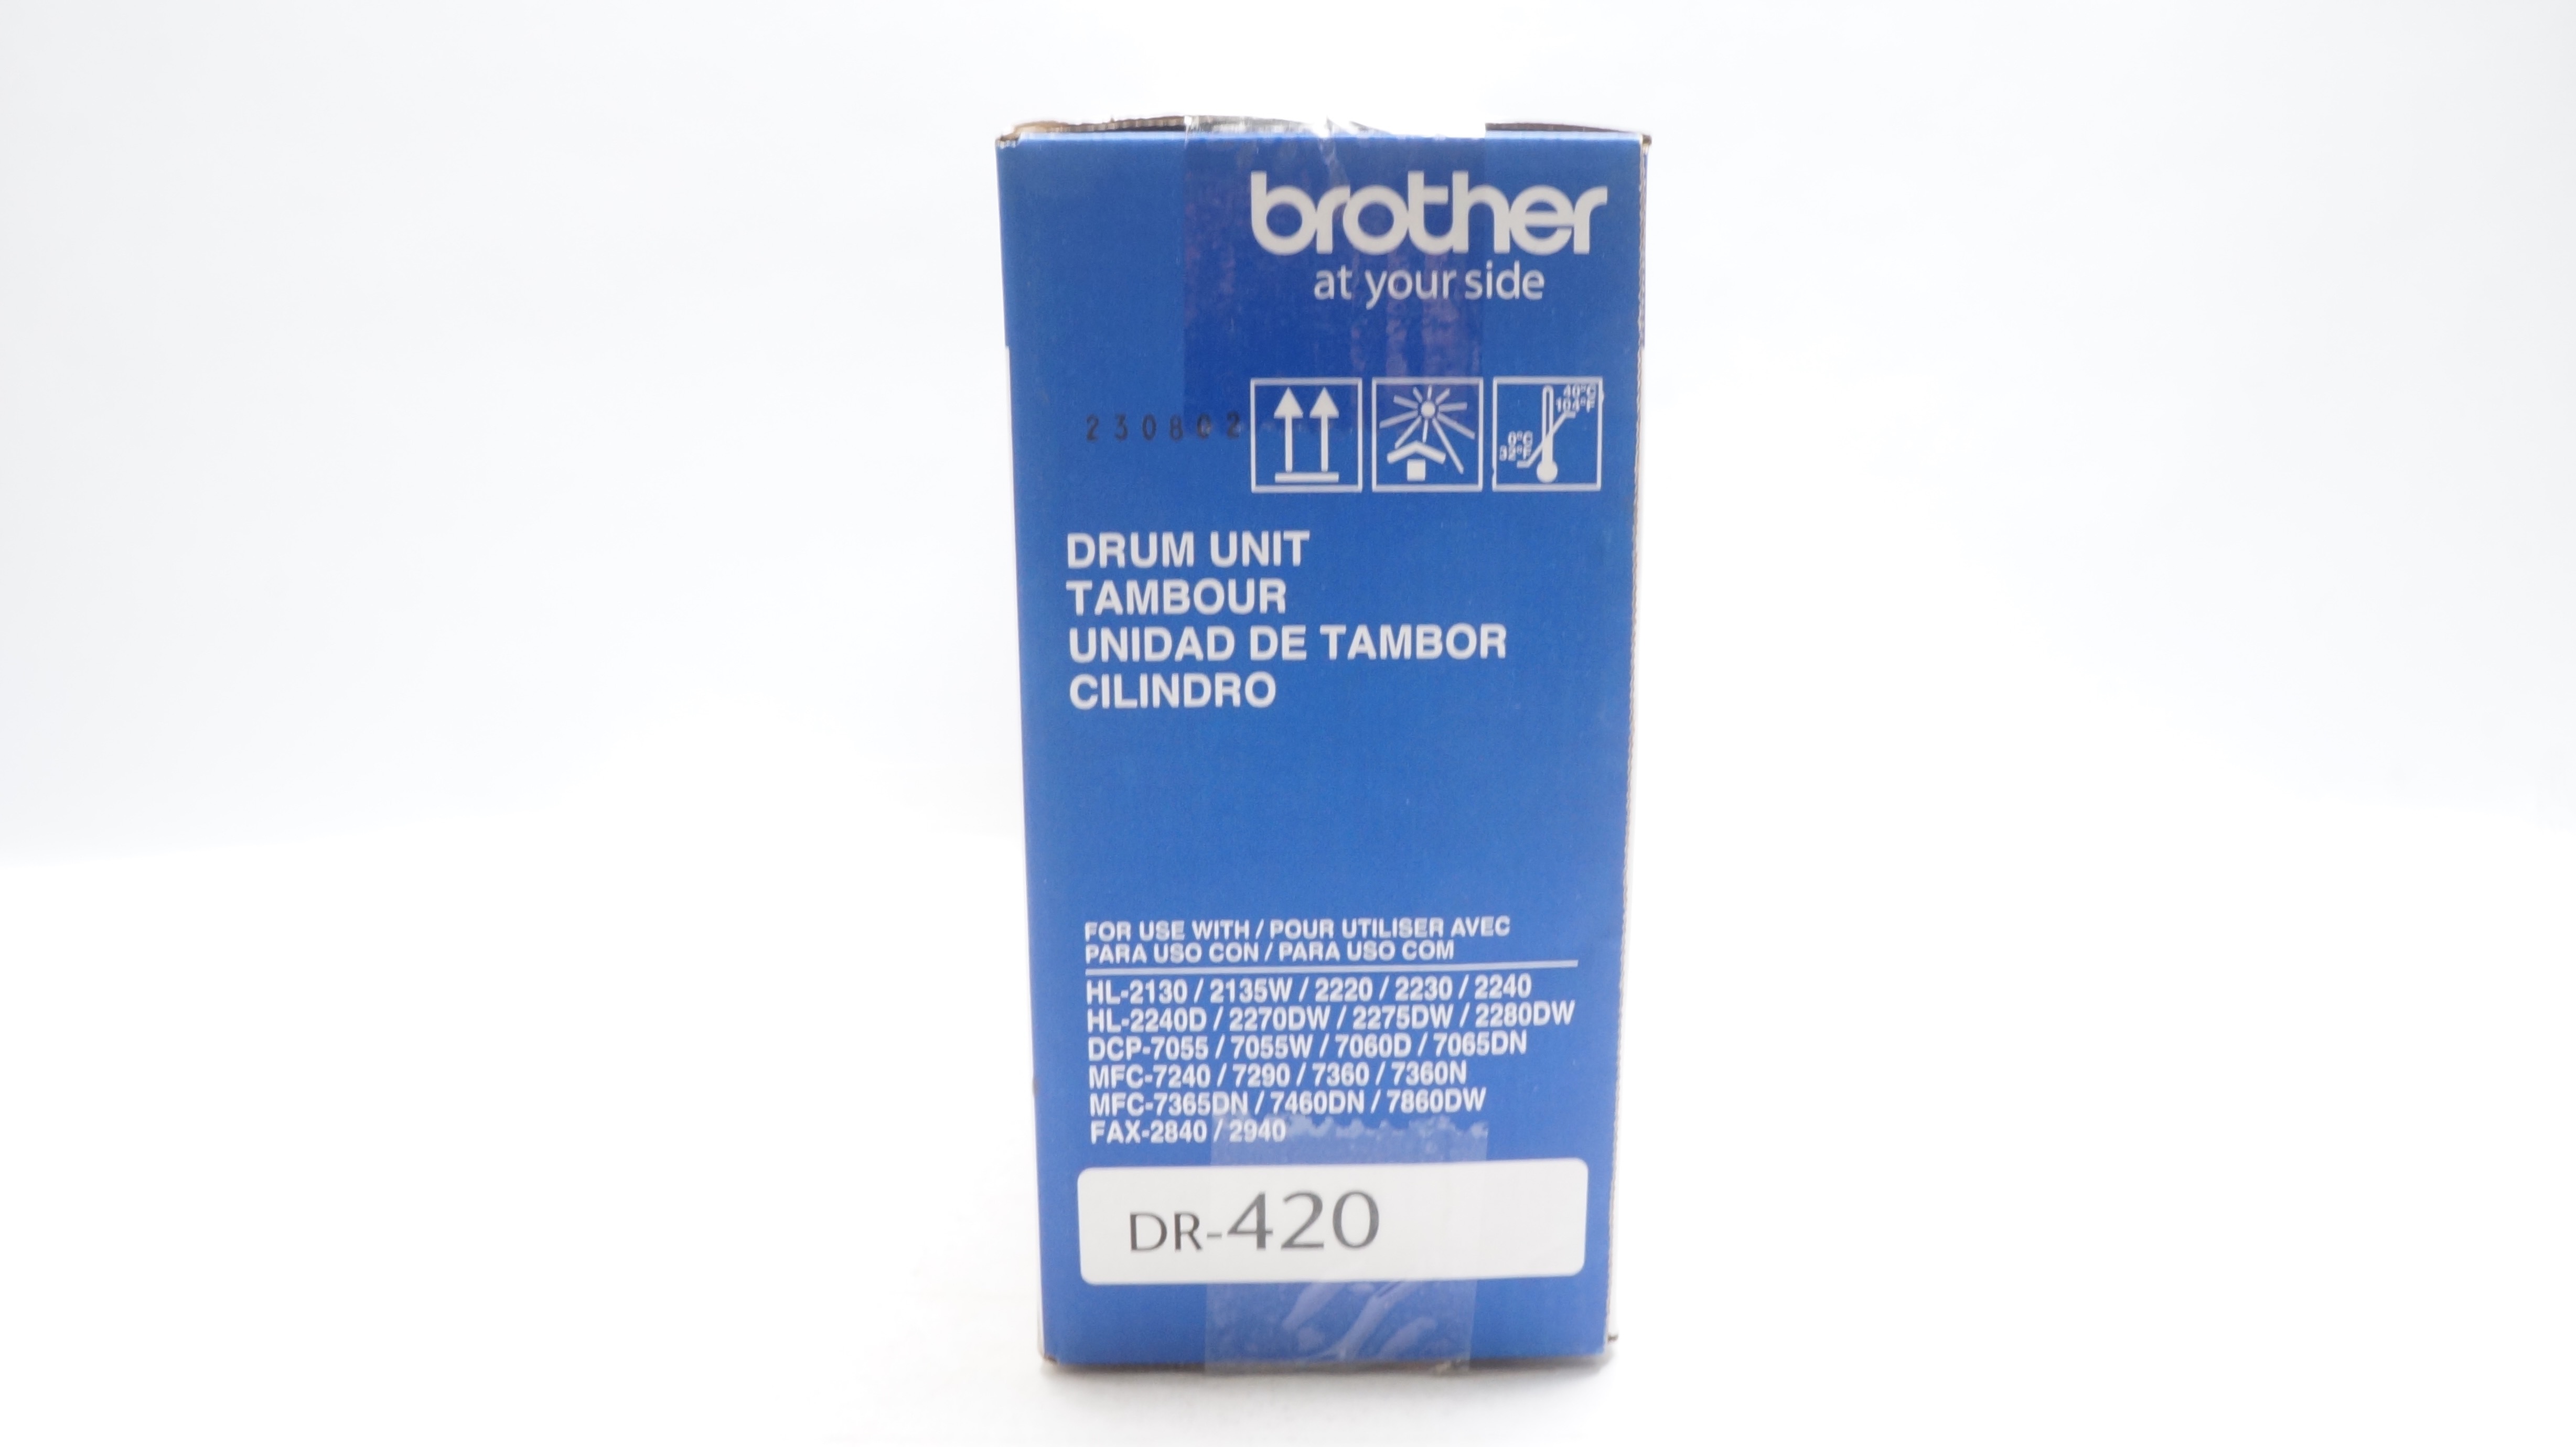 brother
at your side
230802
40°C
104°F
0°C
32°F
DRUM UNIT
TAMBOUR
UNIDAD DE TAMBOR
CILINDRO
FOR USE WITH / POUR UTILISER AVEC
PARA USO CON / PARA USO COM
HL-2130 / 2135W / 2220 / 2230 / 2240
HL-2240D / 2270DW / 2275DW / 2280DW
DCP-7055 / 7055W / 7060D / 7065DN
MFC-7240 / 7290 / 7360 / 7360N
MFC-7365DN / 7460DN / 7860DW
FAX-2840 / 2940
DR-420